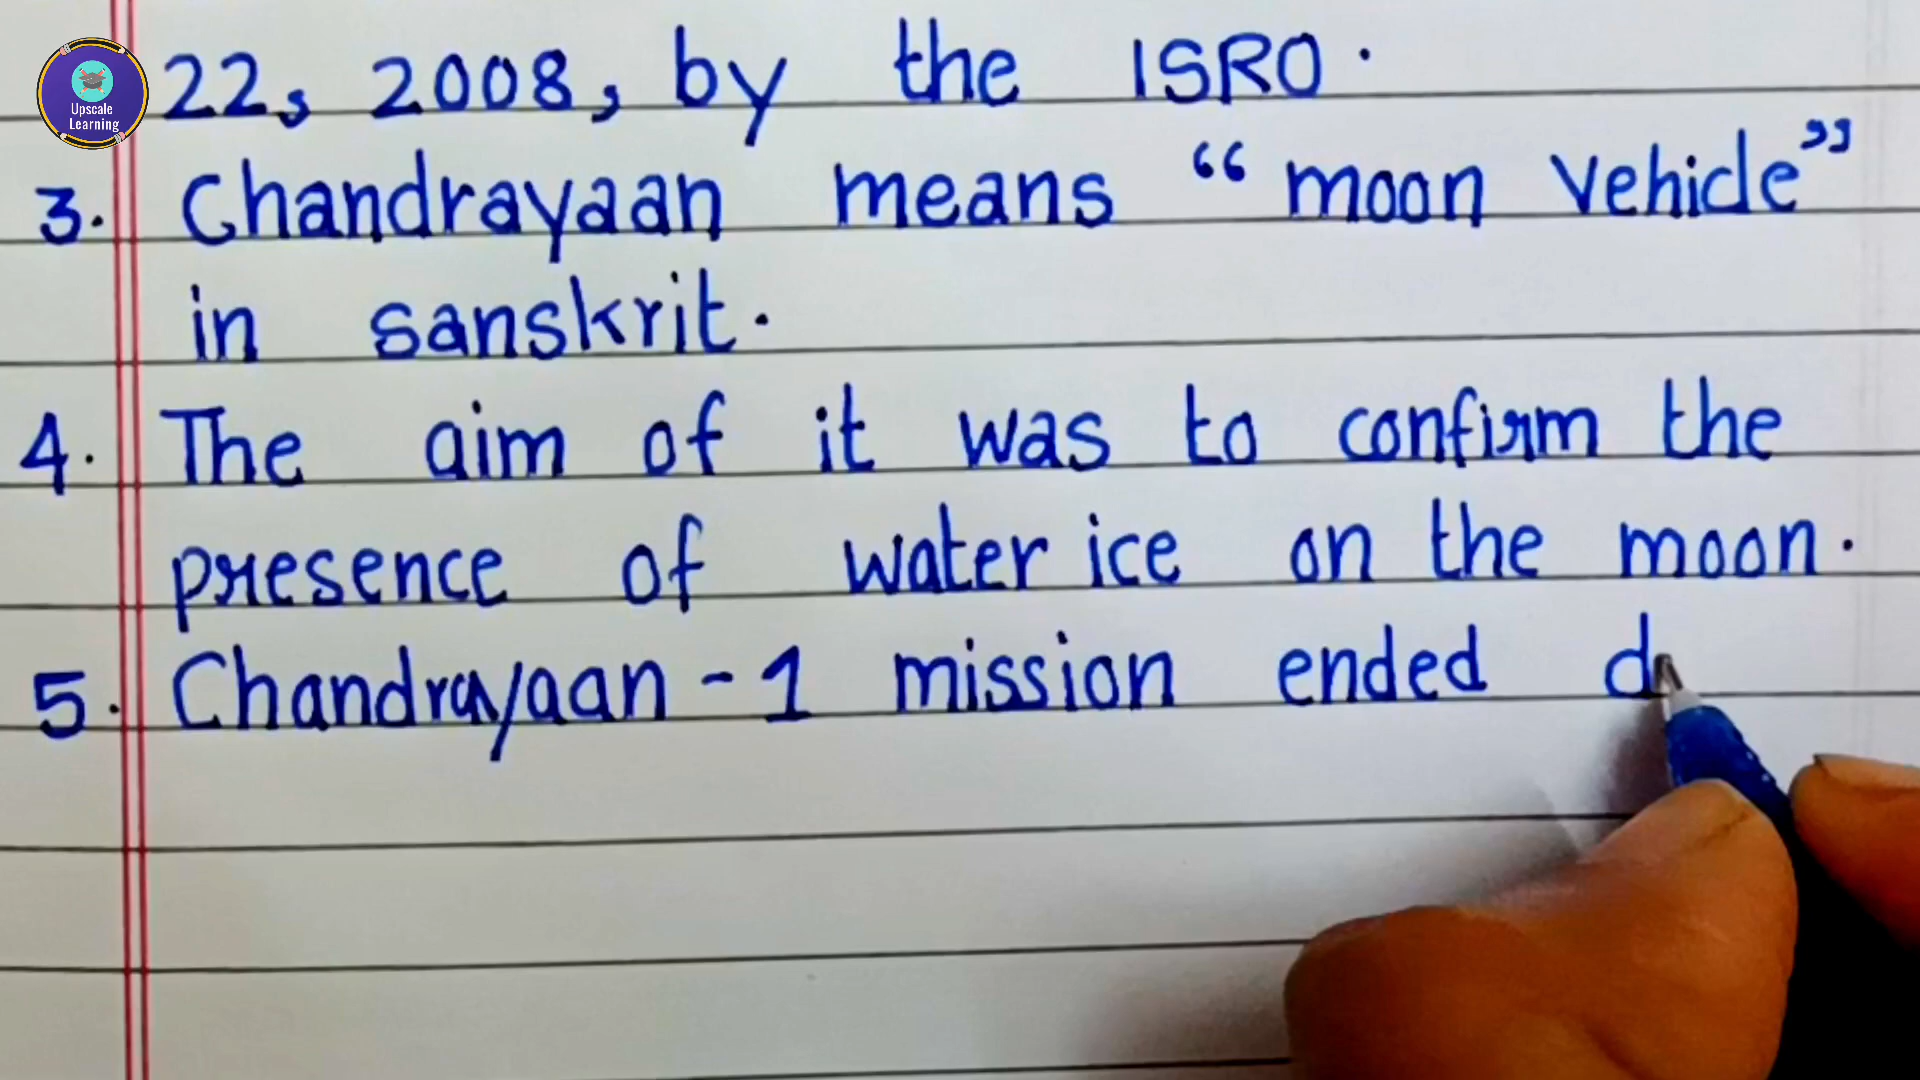 Upscale
Learning
22, 2008, by the ISRO.
3. Chandrayaan means “moon vehicle”
in sanskrit.
4. The aim of it was to confirm the
presence of water ice on the moon.
5. Chandrayaan-1 mission ended d